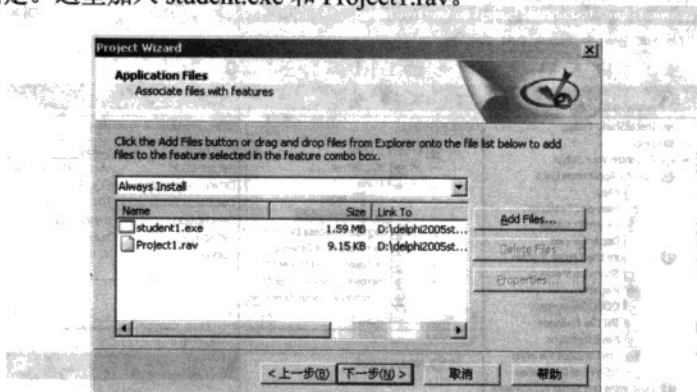 定。这里加入 student.exe 和 Project1.rav。
Project Wizard
Application Files
Associate files with features
Click the Add Files button or drag and drop files from Explorer onto the file list below to add
files to the feature selected in the feature combo box.
Always Install
Name Size Link To
student1.exe 1.59 MB D:\delphi2005st...
Project1.rav 9.15 KB D:\delphi2005st...
Add Files...
Delete Files
Properties...
<上一步(B) 下一步(N)> 取消 帮助